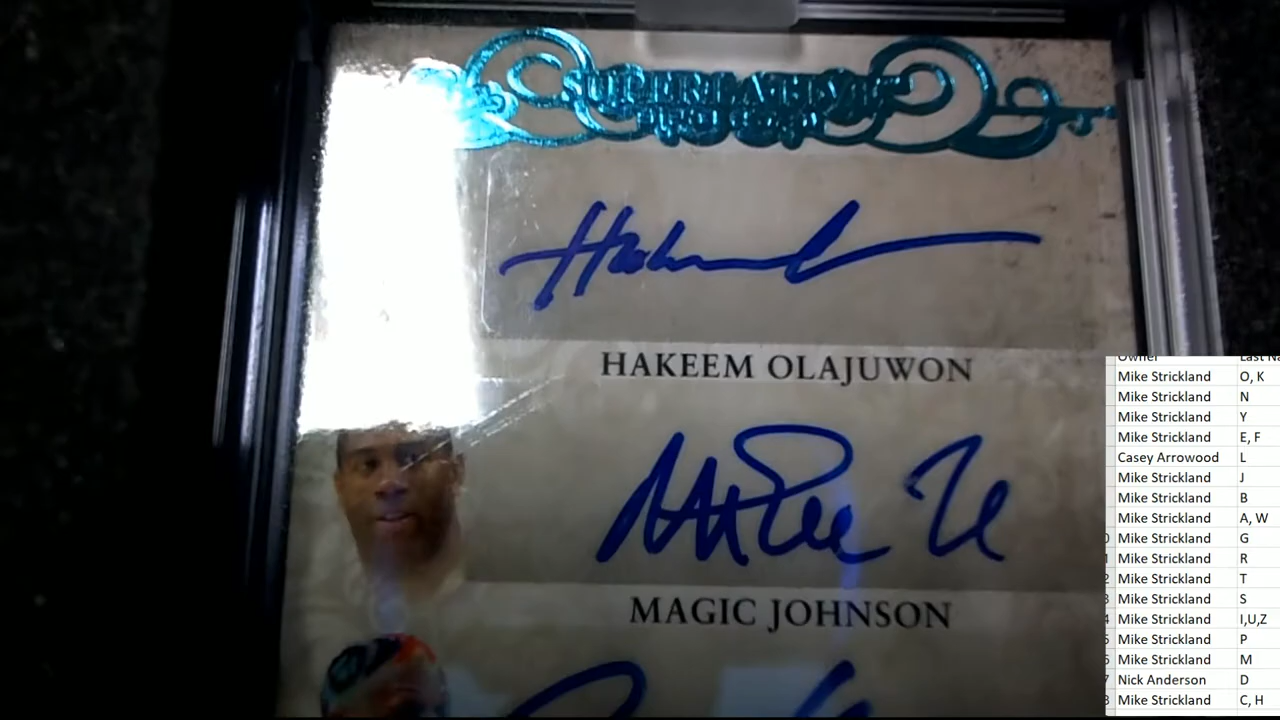 SUPERLATIVE
HAKEEM OLAJUWON
MAGIC JOHNSON
Owner
Mike Strickland O, K
Mike Strickland N
Mike Strickland Y
Mike Strickland E, F
Casey Arrowood L
Mike Strickland J
Mike Strickland B
Mike Strickland A, W
Mike Strickland G
Mike Strickland R
Mike Strickland T
Mike Strickland S
Mike Strickland I,U,Z
Mike Strickland P
Mike Strickland M
Nick Anderson D
Mike Strickland C, H